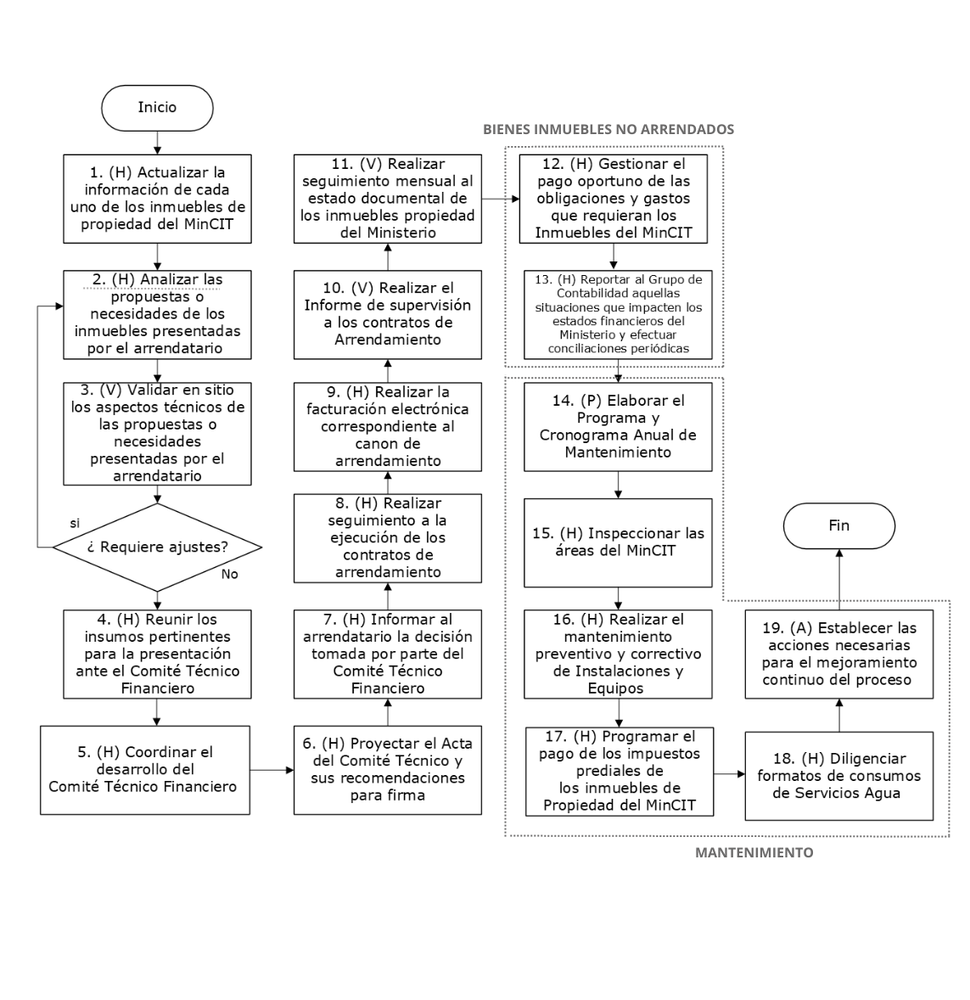 Inicio
1. (H) Actualizar la
información de cada
uno de los inmuebles de
propiedad del MinCIT
2. (H) Analizar las
propuestas o
necesidades de los
inmuebles presentadas
por el arrendatario
3. (V) Validar en sitio
los aspectos técnicos de
las propuestas o
necesidades
presentadas por el
arrendatario
si
¿ Requiere ajustes?
No
4. (H) Reunir los
insumos pertinentes
para la presentación
ante el Comité Técnico
Financiero
5. (H) Coordinar el
desarrollo del
Comité Técnico Financiero
6. (H) Proyectar el Acta
del Comité Técnico y
sus recomendaciones
para firma
7. (H) Informar al
arrendatario la decisión
tomada por parte del
Comité Técnico
Financiero
8. (H) Realizar
seguimiento a la
ejecución de los
contratos de
arrendamiento
9. (H) Realizar la
facturación electrónica
correspondiente al
canon de
arrendamiento
10. (V) Realizar el
Informe de supervisión
a los contratos de
Arrendamiento
11. (V) Realizar
seguimiento mensual al
estado documental de
los inmuebles propiedad
del Ministerio
BIENES INMUEBLES NO ARRENDADOS
12. (H) Gestionar el
pago oportuno de las
obligaciones y gastos
que requieran los
Inmuebles del MinCIT
13. (H) Reportar al Grupo de
Contabilidad aquellas
situaciones que impacten los
estados financieros del
Ministerio y efectuar
conciliaciones periódicas
14. (P) Elaborar el
Programa y
Cronograma Anual de
Mantenimiento
15. (H) Inspeccionar las
áreas del MinCIT
16. (H) Realizar el
mantenimiento
preventivo y correctivo
de Instalaciones y
Equipos
17. (H) Programar el
pago de los impuestos
prediales de
los inmuebles de
Propiedad del MinCIT
18. (H) Diligenciar
formatos de consumos
de Servicios Agua
19. (A) Establecer las
acciones necesarias
para el mejoramiento
continuo del proceso
Fin
MANTENIMIENTO